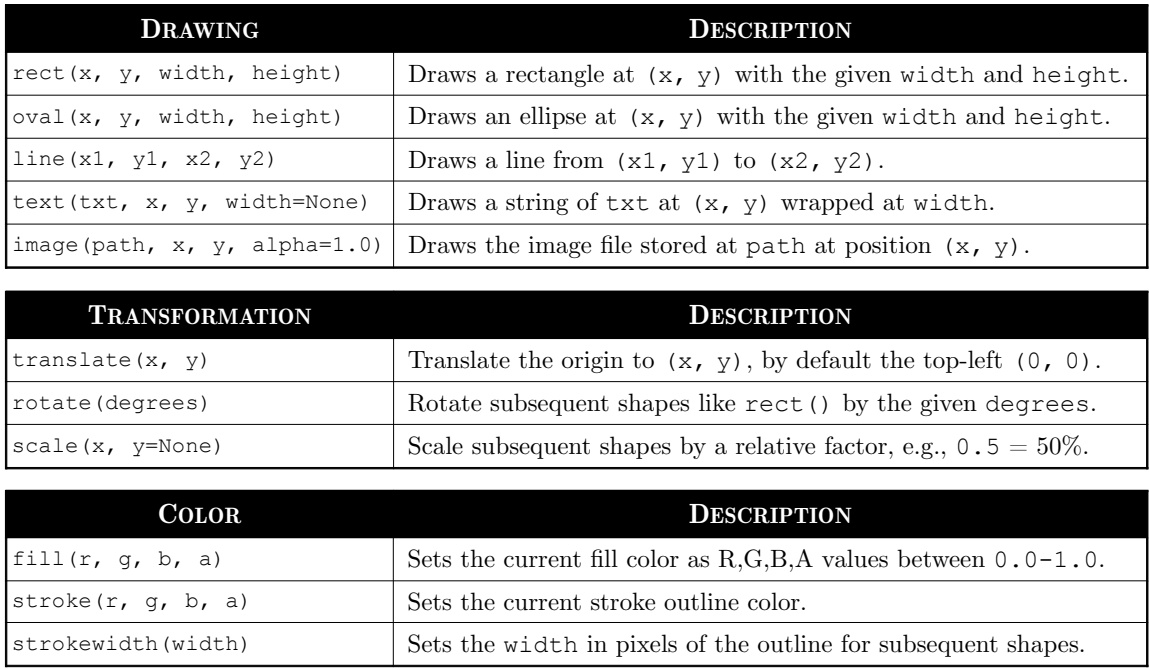 DRAWING DESCRIPTION
rect(x, y, width, height) Draws a rectangle at (x, y) with the given width and height.
oval(x, y, width, height) Draws an ellipse at (x, y) with the given width and height.
line(x1, y1, x2, y2) Draws a line from (x1, y1) to (x2, y2).
text(txt, x, y, width=None) Draws a string of txt at (x, y) wrapped at width.
image(path, x, y, alpha=1.0) Draws the image file stored at path at position (x, y).
TRANSFORMATION DESCRIPTION
translate(x, y) Translate the origin to (x, y), by default the top-left (0, 0).
rotate(degrees) Rotate subsequent shapes like rect() by the given degrees.
scale(x, y=None) Scale subsequent shapes by a relative factor, e.g., 0.5 = 50%.
COLOR DESCRIPTION
fill(r, g, b, a) Sets the current fill color as R,G,B,A values between 0.0-1.0.
stroke(r, g, b, a) Sets the current stroke outline color.
strokewidth(width) Sets the width in pixels of the outline for subsequent shapes.